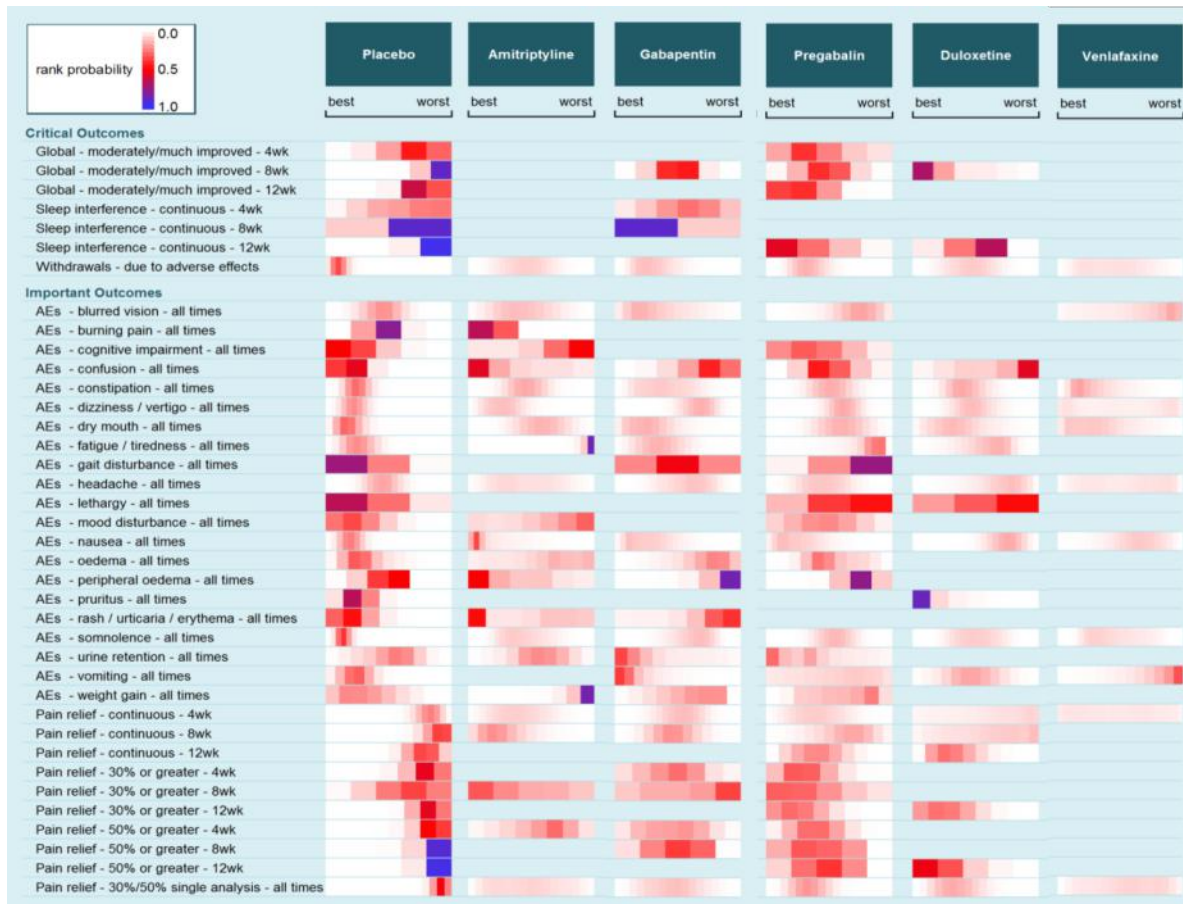 0.0
rank probability 0.5
1.0
Placebo Amitriptyline Gabapentin Pregabalin Duloxetine Venlafaxine
best worst best worst best worst best worst best worst best worst
Critical Outcomes
Global - moderately/much improved - 4wk
Global - moderately/much improved - 8wk
Global - moderately/much improved - 12wk
Sleep interference - continuous - 4wk
Sleep interference - continuous - 8wk
Sleep interference - continuous - 12wk
Withdrawals - due to adverse effects
Important Outcomes
AEs - blurred vision - all times
AEs - burning pain - all times
AEs - cognitive impairment - all times
AEs - confusion - all times
AEs - constipation - all times
AEs - dizziness / vertigo - all times
AEs - dry mouth - all times
AEs - fatigue / tiredness - all times
AEs - gait disturbance - all times
AEs - headache - all times
AEs - lethargy - all times
AEs - mood disturbance - all times
AEs - nausea - all times
AEs - oedema - all times
AEs - peripheral oedema - all times
AEs - pruritus - all times
AEs - rash / urticaria / erythema - all times
AEs - somnolence - all times
AEs - urine retention - all times
AEs - vomiting - all times
AEs - weight gain - all times
Pain relief - continuous - 4wk
Pain relief - continuous - 8wk
Pain relief - continuous - 12wk
Pain relief - 30% or greater - 4wk
Pain relief - 30% or greater - 8wk
Pain relief - 30% or greater - 12wk
Pain relief - 50% or greater - 4wk
Pain relief - 50% or greater - 8wk
Pain relief - 50% or greater - 12wk
Pain relief - 30%/50% single analysis - all times